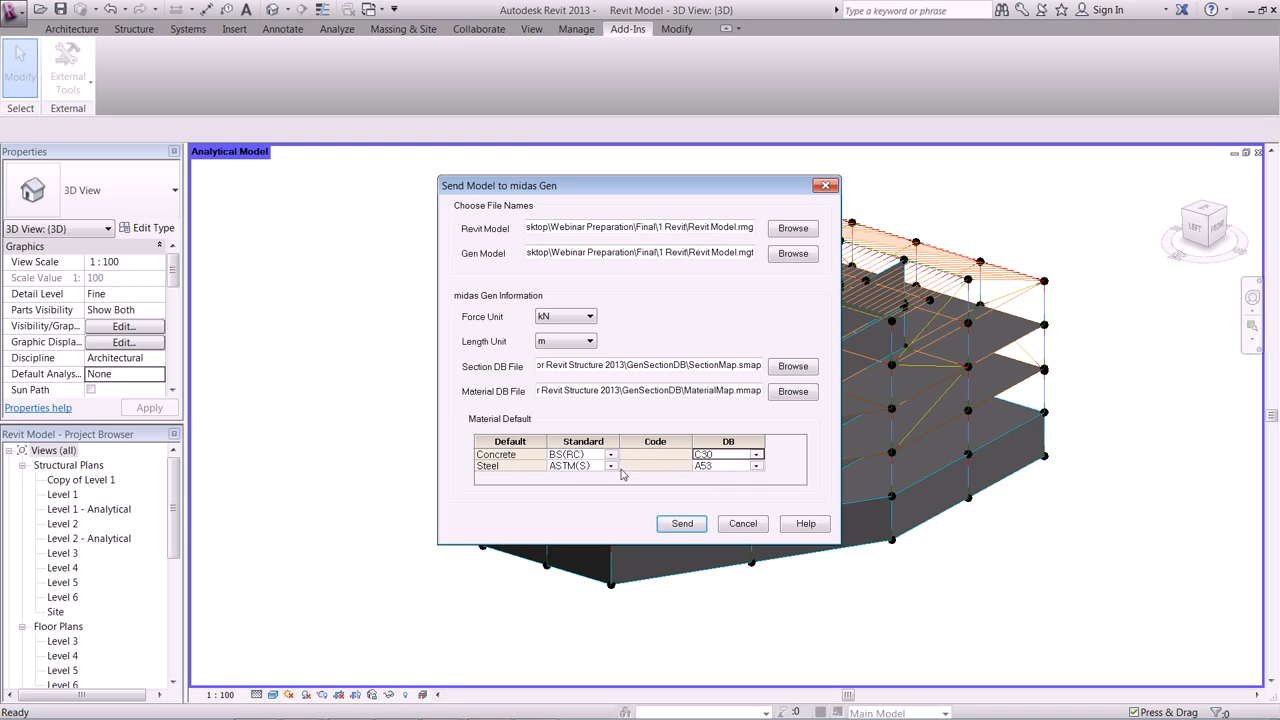 Autodesk Revit 2013 - Revit Model - 3D View: {3D}
Type a keyword or phrase
Sign In
Architecture Structure Systems Insert Annotate Analyze Massing & Site Collaborate View Manage Add-Ins Modify
Modify
External
Tools
Select
External
Properties
3D View
3D View: {3D}
Edit Type
Graphics
View Scale 1 : 100
Scale Value 1: 100
Detail Level Fine
Parts Visibility Show Both
Visibility/Grap... Edit...
Graphic Displa... Edit...
Discipline Architectural
Default Analys... None
Sun Path
Properties help
Apply
Revit Model - Project Browser
Views (all)
Structural Plans
Copy of Level 1
Level 1
Level 1 - Analytical
Level 2
Level 2 - Analytical
Level 3
Level 4
Level 5
Level 6
Site
Floor Plans
Level 3
Level 4
Level 5
Level 6
Analytical Model
LEFT
FRONT
Send Model to midas Gen
Choose File Names
Revit Model sktop\Webinar Preparation\Final\1 Revit\Revit Model.rmg Browse
Gen Model sktop\Webinar Preparation\Final\1 Revit\Revit Model.mgt Browse
midas Gen Information
Force Unit kN
Length Unit m
Section DB File or Revit Structure 2013\GenSectionDB\SectionMap.smap Browse
Material DB File r Revit Structure 2013\GenSectionDB\MaterialMap.mmap Browse
Material Default
Default Standard Code DB
Concrete BS(RC) C30
Steel ASTM(S) A53
Send Cancel Help
1 : 100
Ready
:0
Main Model
Press & Drag
:0